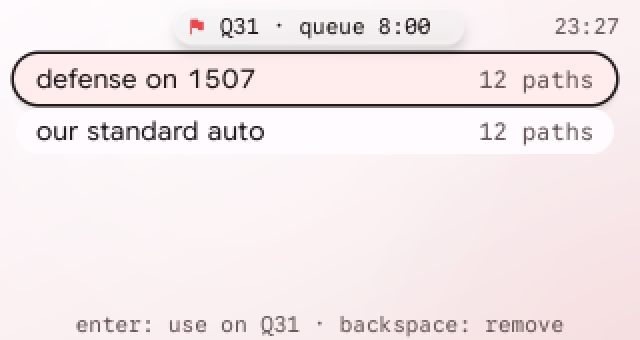 Q31 · queue 8:00
23:27
defense on 1507
12 paths
our standard auto
12 paths
enter: use on Q31 · backspace: remove